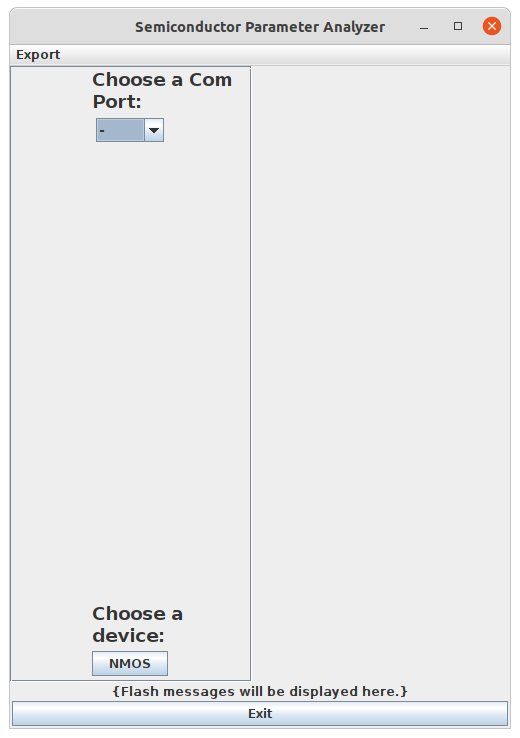 Semiconductor Parameter Analyzer
Export
Choose a Com
Port:
-
Choose a
device:
NMOS
{Flash messages will be displayed here.}
Exit